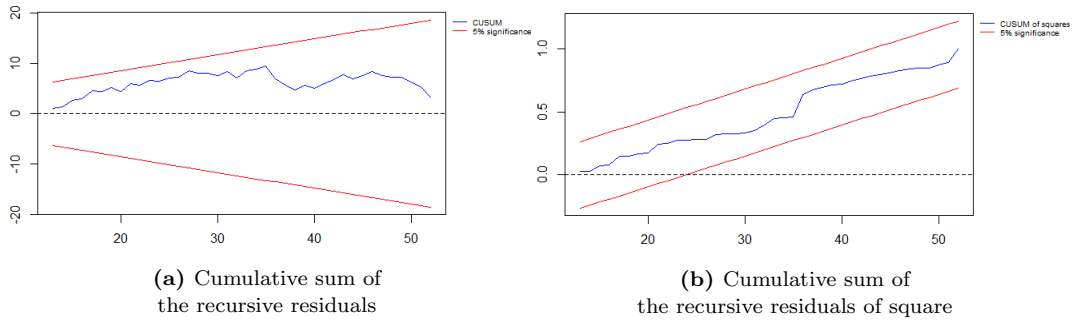 20
10
0
-10
-20
20
30
40
50
CUSUM
5% significance
(a) Cumulative sum of
the recursive residuals
1.0
0.5
0.0
20
30
40
50
CUSUM of squares
5% significance
(b) Cumulative sum of
the recursive residuals of square